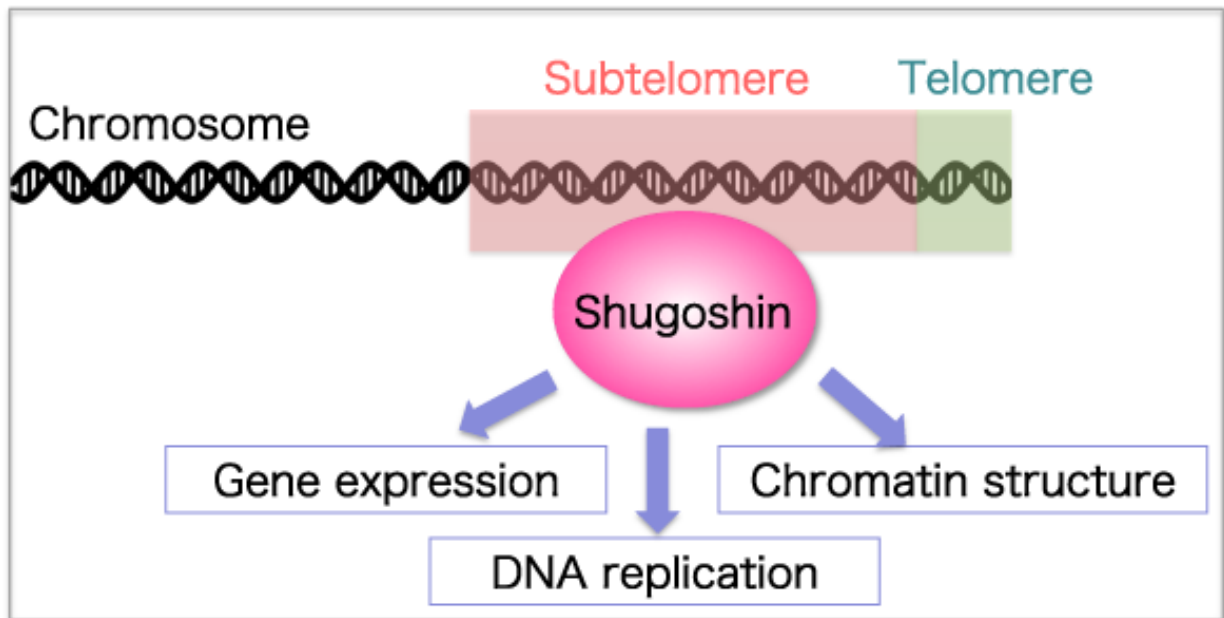 Subtelomere
Telomere
Chromosome
Shugoshin
Gene expression
Chromatin structure
DNA replication